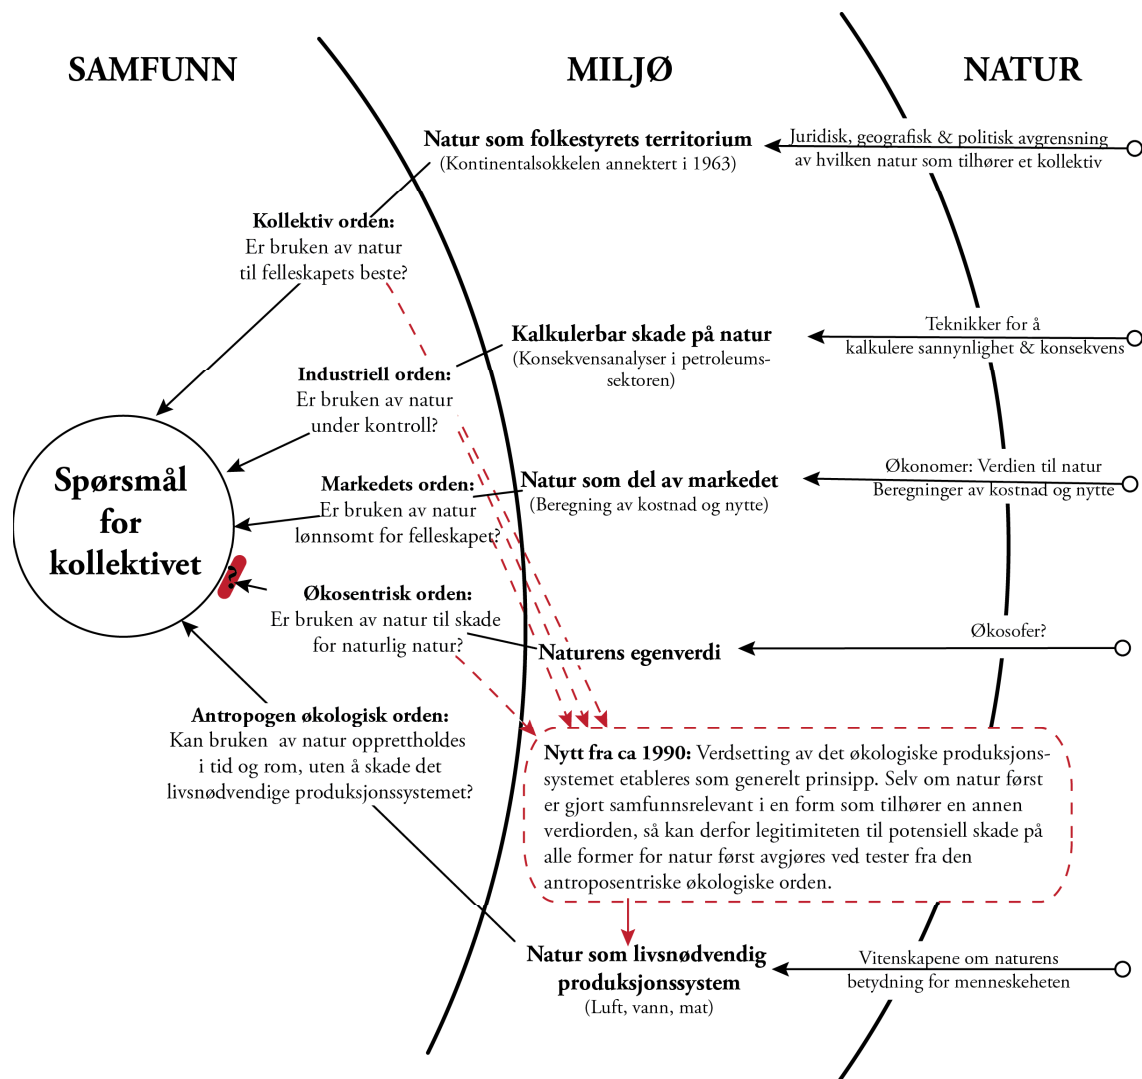 SAMFUNN
MILJØ
NATUR
Natur som folkestyrets territorium
(Kontinentalsokkelen annektert i 1963)
Juridisk, geografisk & politisk avgrensning
av hvilken natur som tilhører et kollektiv
Kollektiv orden:
Er bruken av natur
til felleskapets beste?
Kalkulerbar skade på natur
(Konsekvensanalyser i petroleums-
sektoren)
Teknikker for å
kalkulere sannynlighet & konsekvens
Industriell orden:
Er bruken av natur
under kontroll?
Spørsmål
for
kollektivet
Markedets orden:
Er bruken av natur
lønnsomt for felleskapet?
Natur som del av markedet
(Beregning av kostnad og nytte)
Økonomer: Verdien til natur
Beregninger av kostnad og nytte
?
Økosentrisk orden:
Er bruken av natur til skade
for naturlig natur?
Naturens egenverdi
Økosofer?
Antropogen økologisk orden:
Kan bruken av natur opprettholdes
i tid og rom, uten å skade det
livsnødvendige produksjonssystemet?
Nytt fra ca 1990: Verdsetting av det økologiske produksjons-
systemet etableres som generelt prinsipp. Selv om natur først
er gjort samfunnsrelevant i en form som tilhører en annen
verdiorden, så kan derfor legitimiteten til potensiell skade på
alle former for natur først avgjøres ved tester fra den
antroposentriske økologiske orden.
Natur som livsnødvendig
produksjonssystem
(Luft, vann, mat)
Vitenskapene om naturens
betydning for menneskeheten